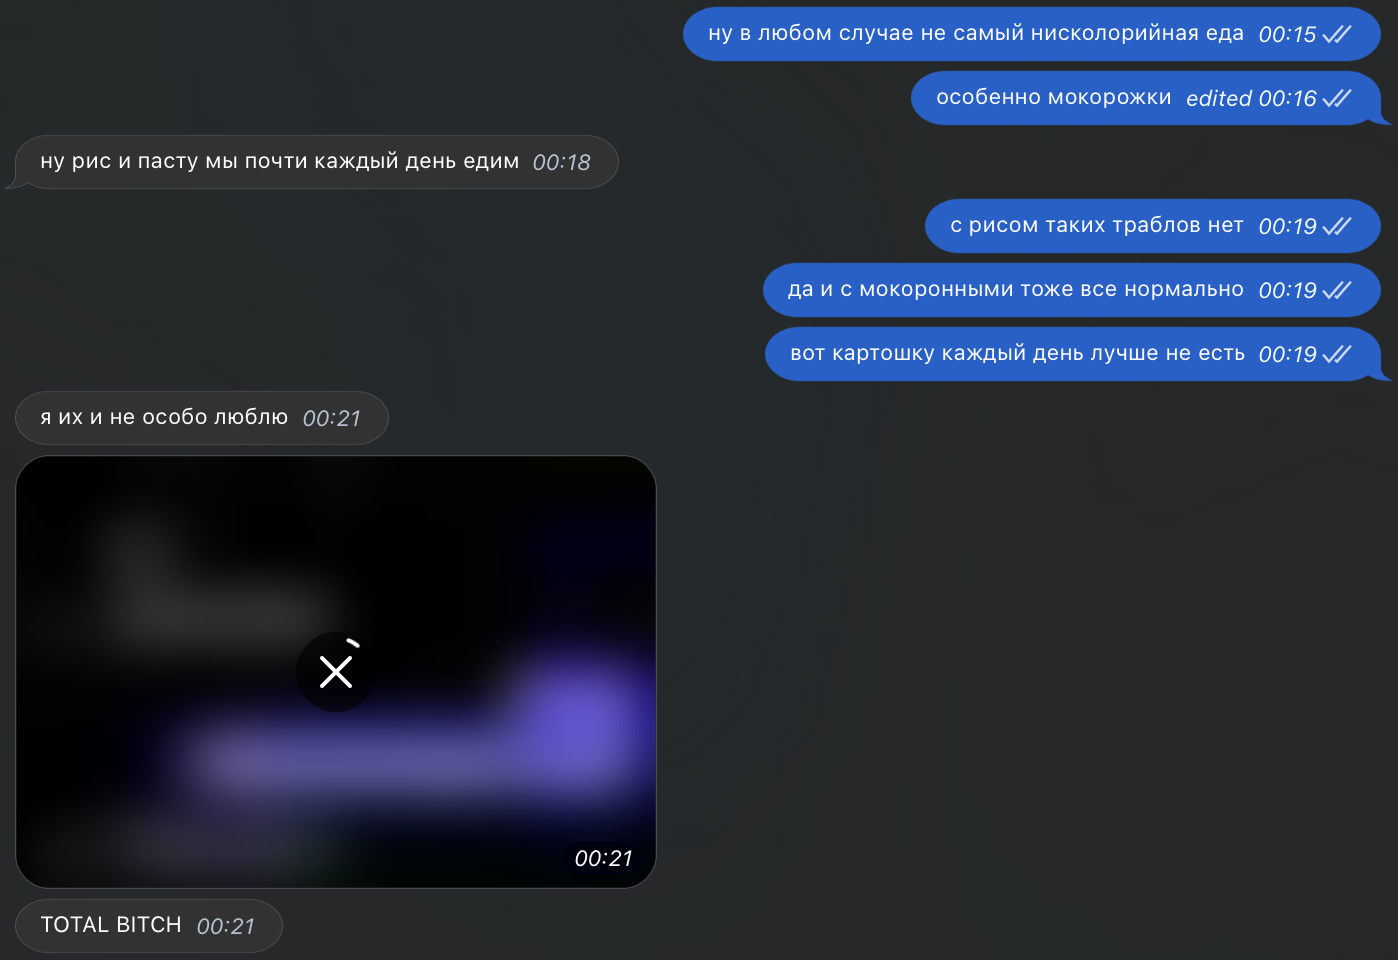 ну в любом случае не самый нисколорийная еда 00:15
особенно мокорожки edited 00:16
ну рис и пасту мы почти каждый день едим 00:18
с рисом таких траблов нет 00:19
да и с мокоронными тоже все нормально 00:19
вот картошку каждый день лучше не есть 00:19
я их и не особо люблю 00:21
00:21
TOTAL BITCH 00:21